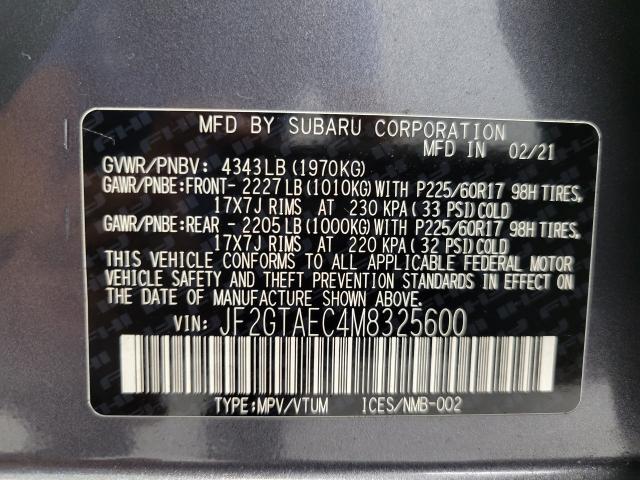 MFD BY SUBARU CORPORATION
MFD IN 02/21
GVWR/PNBV: 4343LB (1970KG)
GAWR/PNBE:FRONT- 2227LB (1010KG) WITH P225/60R17 98H TIRES,
17X7J RIMS AT 230 KPA (33 PSI) COLD
GAWR/PNBE:REAR - 2205LB (1000KG) WITH P225/60R17 98H TIRES,
17X7J RIMS AT 220 KPA (32 PSI) COLD
THIS VEHICLE CONFORMS TO ALL APPLICABLE FEDERAL MOTOR
VEHICLE SAFETY AND THEFT PREVENTION STANDARDS IN EFFECT
ON THE DATE OF MANUFACTURE SHOWN ABOVE.
VIN: JF2GTAEC4M8325600
TYPE:MPV/VTUM ICES/NMB-002